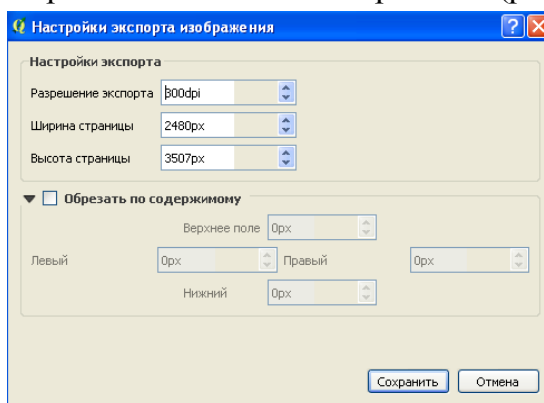 Настройки экспорта изображения
Настройки экспорта
Разрешение экспорта 300dpi
Ширина страницы 2480px
Высота страницы 3507px
Обрезать по содержимому
Верхнее поле 0px
Левый 0px Правый 0px
Нижний 0px
Сохранить Отмена